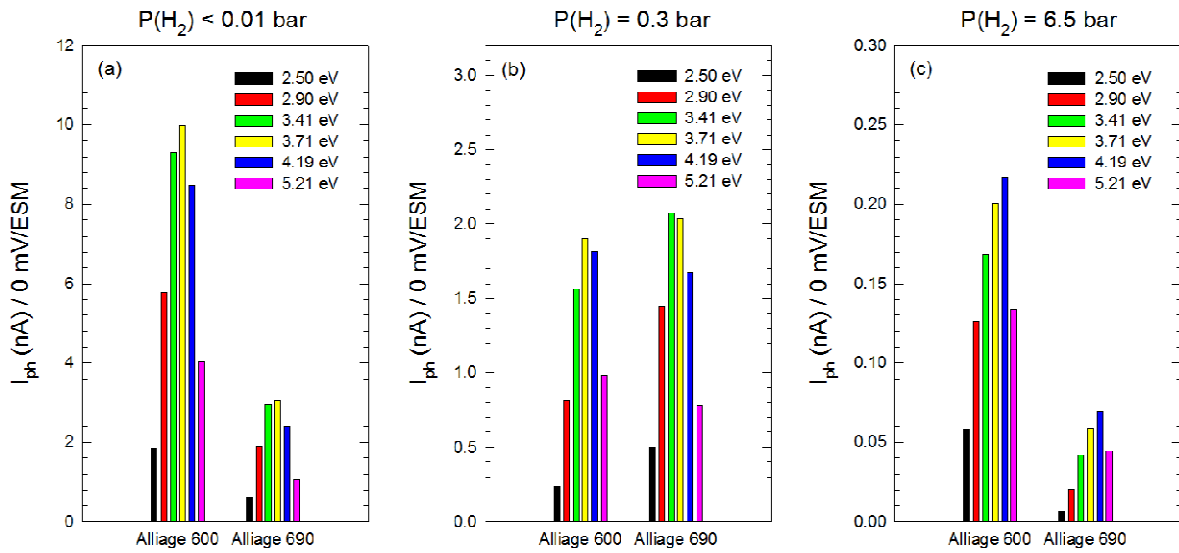 P(H₂) < 0.01 bar
P(H₂) = 0.3 bar
P(H₂) = 6.5 bar
(a)
2.50 eV
2.90 eV
3.41 eV
3.71 eV
4.19 eV
5.21 eV
12
10
8
6
4
2
0
I_ph (nA) / 0 mV/ESM
Alliage 600 Alliage 690
(b)
2.50 eV
2.90 eV
3.41 eV
3.71 eV
4.19 eV
5.21 eV
3.0
2.5
2.0
1.5
1.0
0.5
0.0
I_ph (nA) / 0 mV/ESM
Alliage 600 Alliage 690
(c)
2.50 eV
2.90 eV
3.41 eV
3.71 eV
4.19 eV
5.21 eV
0.30
0.25
0.20
0.15
0.10
0.05
0.00
I_ph (nA) / 0 mV/ESM
Alliage 600 Alliage 690